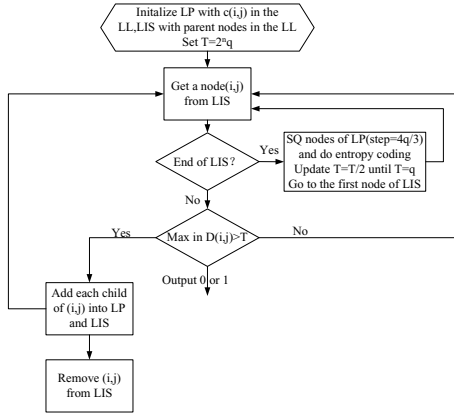 Initalize LP with c(i,j) in the
LL,LIS with parent nodes in the LL
Set T=2ⁿq
Get a node(i,j)
from LIS
End of LIS?
Yes
SQ nodes of LP(step=4q/3)
and do entropy coding
Update T=T/2 until T=q
Go to the first node of LIS
No
Yes
Max in D(i,j)>T
No
Output 0 or 1
Add each child
of (i,j) into LP
and LIS
Remove (i,j)
from LIS